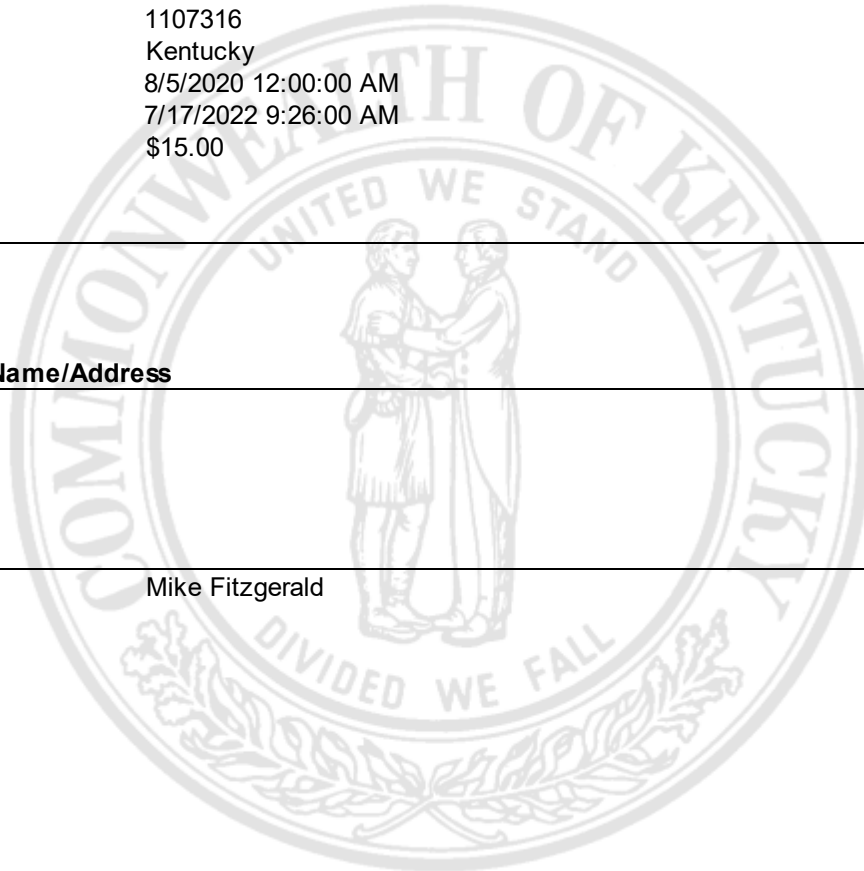 1107316
Kentucky
8/5/2020 12:00:00 AM
7/17/2022 9:26:00 AM
$15.00
COMMONWEALTH OF KENTUCKY
UNITED WE STAND
Name/Address
Mike Fitzgerald
DIVIDED WE FALL